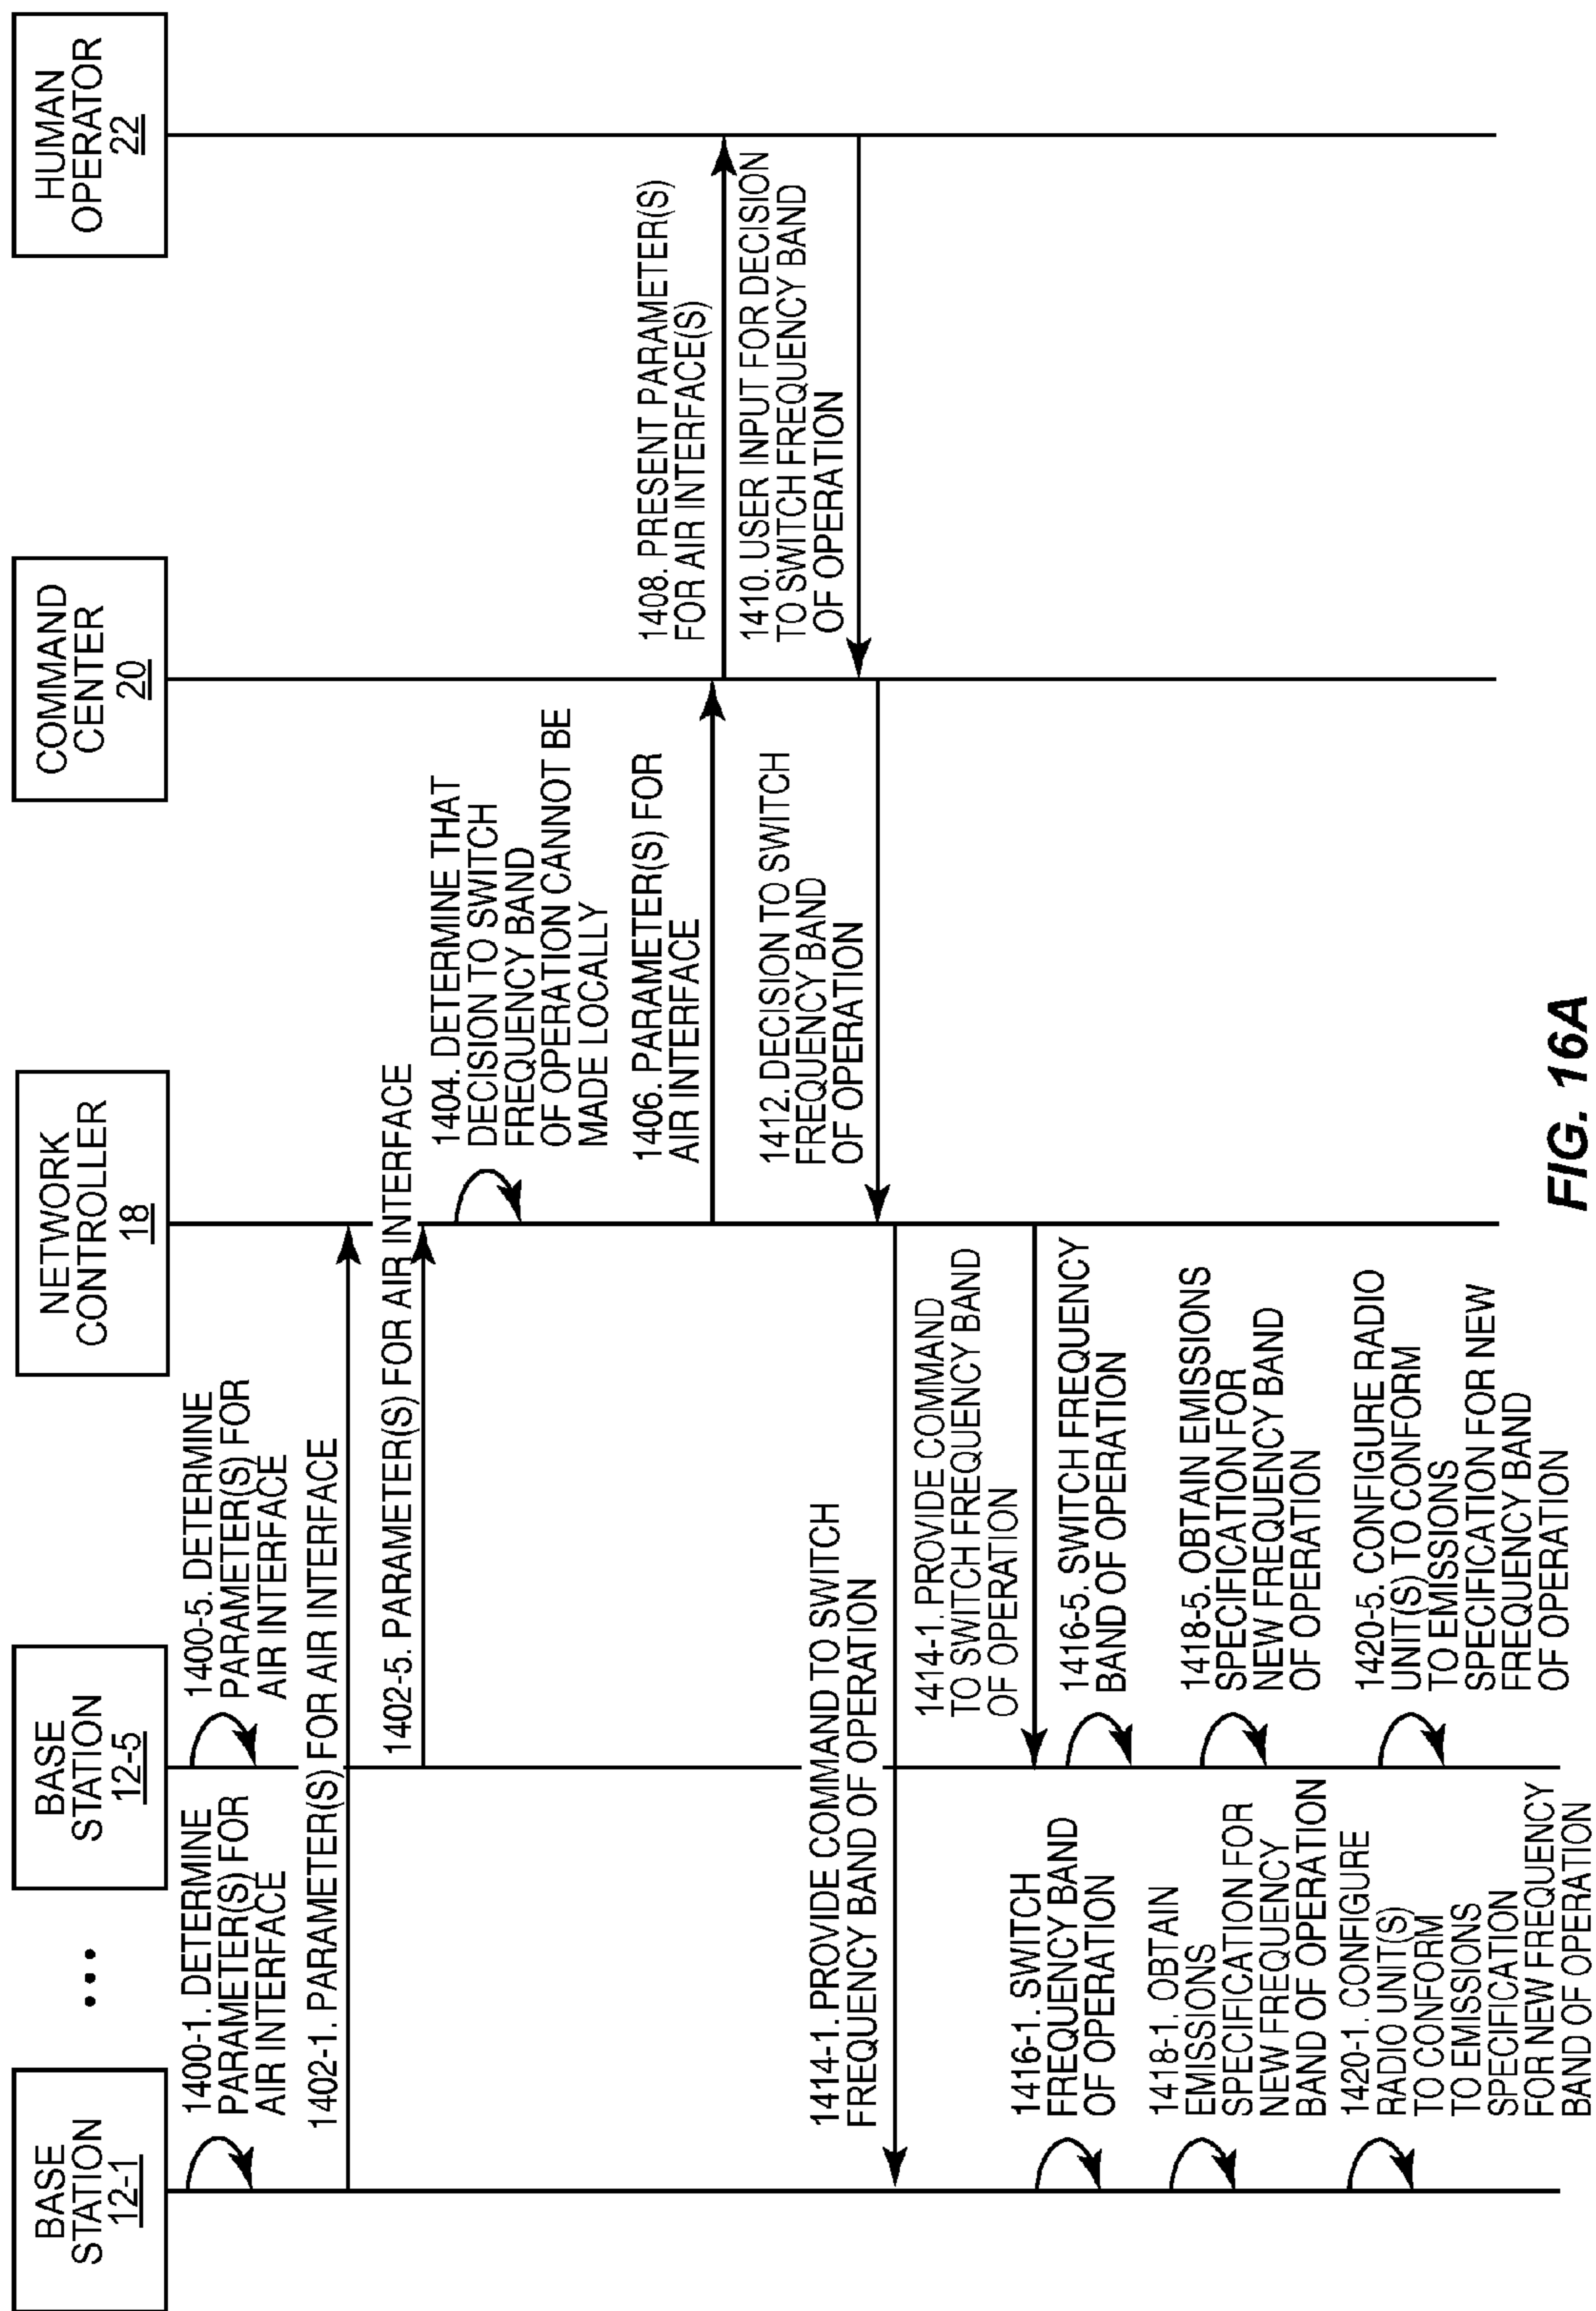 BASE
STATION
12-1
...
BASE
STATION
12-5
NETWORK
CONTROLLER
18
COMMAND
CENTER
20
HUMAN
OPERATOR
22
1400-1. DETERMINE
PARAMETER(S) FOR
AIR INTERFACE
1400-5. DETERMINE
PARAMETER(S) FOR
AIR INTERFACE
1402-1. PARAMETER(S) FOR AIR INTERFACE
1402-5. PARAMETER(S) FOR AIR INTERFACE
1404. DETERMINE THAT
DECISION TO SWITCH
FREQUENCY BAND
OF OPERATION CANNOT BE
MADE LOCALLY
1406. PARAMETER(S) FOR
AIR INTERFACE
1408. PRESENT PARAMETER(S)
FOR AIR INTERFACE(S)
1410. USER INPUT FOR DECISION
TO SWITCH FREQUENCY BAND
OF OPERATION
1412. DECISION TO SWITCH
FREQUENCY BAND
OF OPERATION
1414-1. PROVIDE COMMAND TO SWITCH
FREQUENCY BAND OF OPERATION
1414-1. PROVIDE COMMAND
TO SWITCH FREQUENCY BAND
OF OPERATION
1416-1. SWITCH
FREQUENCY BAND
OF OPERATION
1416-5. SWITCH FREQUENCY
BAND OF OPERATION
1418-1. OBTAIN
EMISSIONS
SPECIFICATION FOR
NEW FREQUENCY
BAND OF OPERATION
1418-5. OBTAIN EMISSIONS
SPECIFICATION FOR
NEW FREQUENCY BAND
OF OPERATION
1420-1. CONFIGURE
RADIO UNIT(S)
TO CONFORM
TO EMISSIONS
SPECIFICATION
FOR NEW FREQUENCY
BAND OF OPERATION
1420-5. CONFIGURE RADIO
UNIT(S) TO CONFORM
TO EMISSIONS
SPECIFICATION FOR NEW
FREQUENCY BAND
OF OPERATION
FIG. 16A